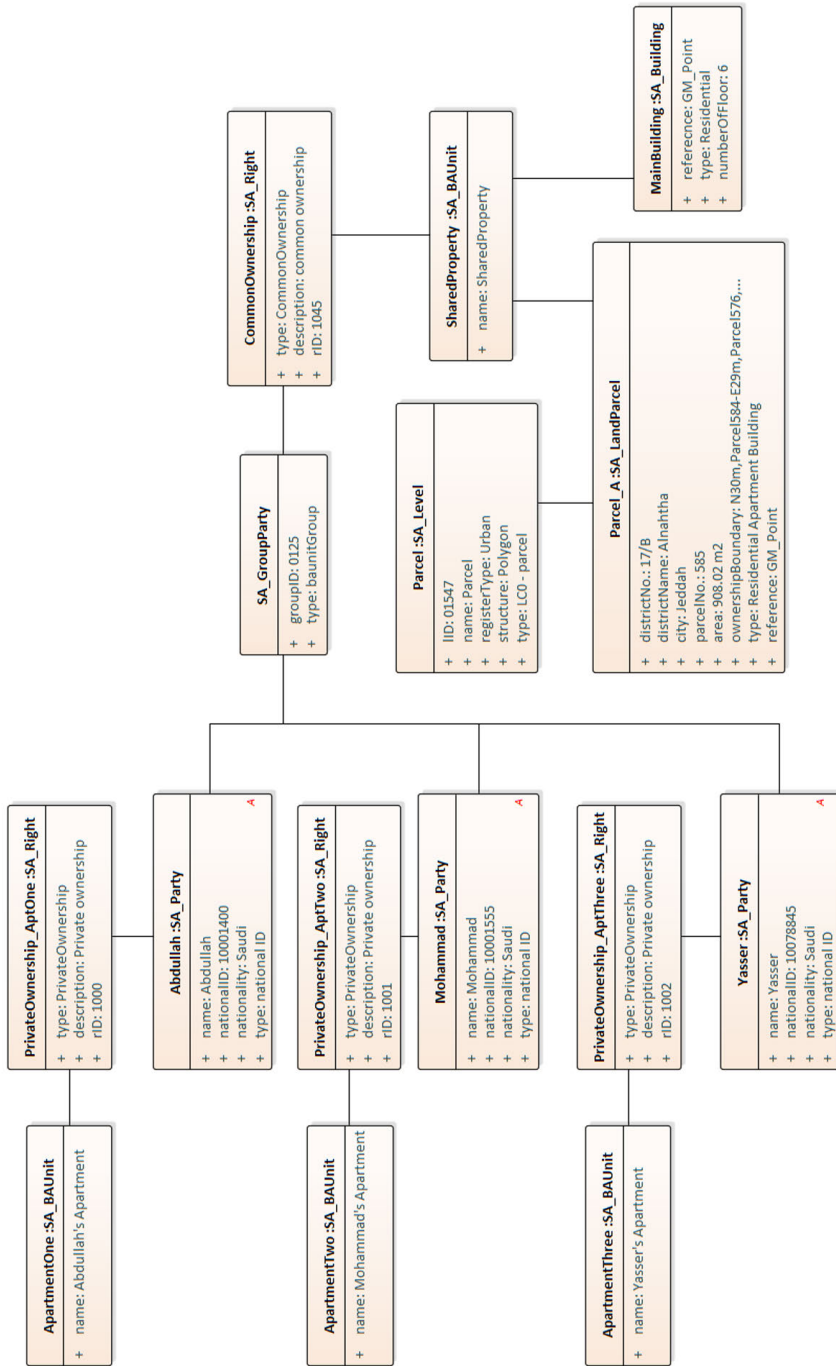 ApartmentOne :SA_BAUnit
+ name: Abdullah's Apartment
PrivateOwnership_AptOne :SA_Right
+ type: PrivateOwnership
+ description: Private ownership
+ rID: 1000
Abdullah :SA_Party
+ name: Abdullah
+ nationalID: 10001400
+ nationality: Saudi
+ type: national ID
A
ApartmentTwo :SA_BAUnit
+ name: Mohammad's Apartment
PrivateOwnership_AptTwo :SA_Right
+ type: PrivateOwnership
+ description: Private ownership
+ rID: 1001
Mohammad :SA_Party
+ name: Mohammad
+ nationalID: 10001555
+ nationality: Saudi
+ type: national ID
A
ApartmentThree :SA_BAUnit
+ name: Yasser's Apartment
PrivateOwnership_AptThree :SA_Right
+ type: PrivateOwnership
+ description: Private ownership
+ rID: 1002
Yasser :SA_Party
+ name: Yasser
+ nationalID: 10078845
+ nationality: Saudi
+ type: national ID
A
SA_GroupParty
+ groupID: 0125
+ type: baunitGroup
CommonOwnership :SA_Right
+ type: CommonOwnership
+ description: common ownership
+ rID: 1045
Parcel :SA_Level
+ lID: 01547
+ name: Parcel
+ registerType: Urban
+ structure: Polygon
+ type: LC0 - parcel
SharedProperty :SA_BAUnit
+ name: SharedProperty
Parcel_A :SA_LandParcel
+ districtNo.: 17/B
+ districtName: Alnahtha
+ city: Jeddah
+ parcelNo.: 585
+ area: 908.02 m2
+ ownershipBoundary: N30m,Parcel584-E29m,Parcel576,...
+ type: Residential Apartment Building
+ reference: GM_Point
MainBuilding :SA_Building
+ referecnce: GM_Point
+ type: Residential
+ numberOfFloor: 6